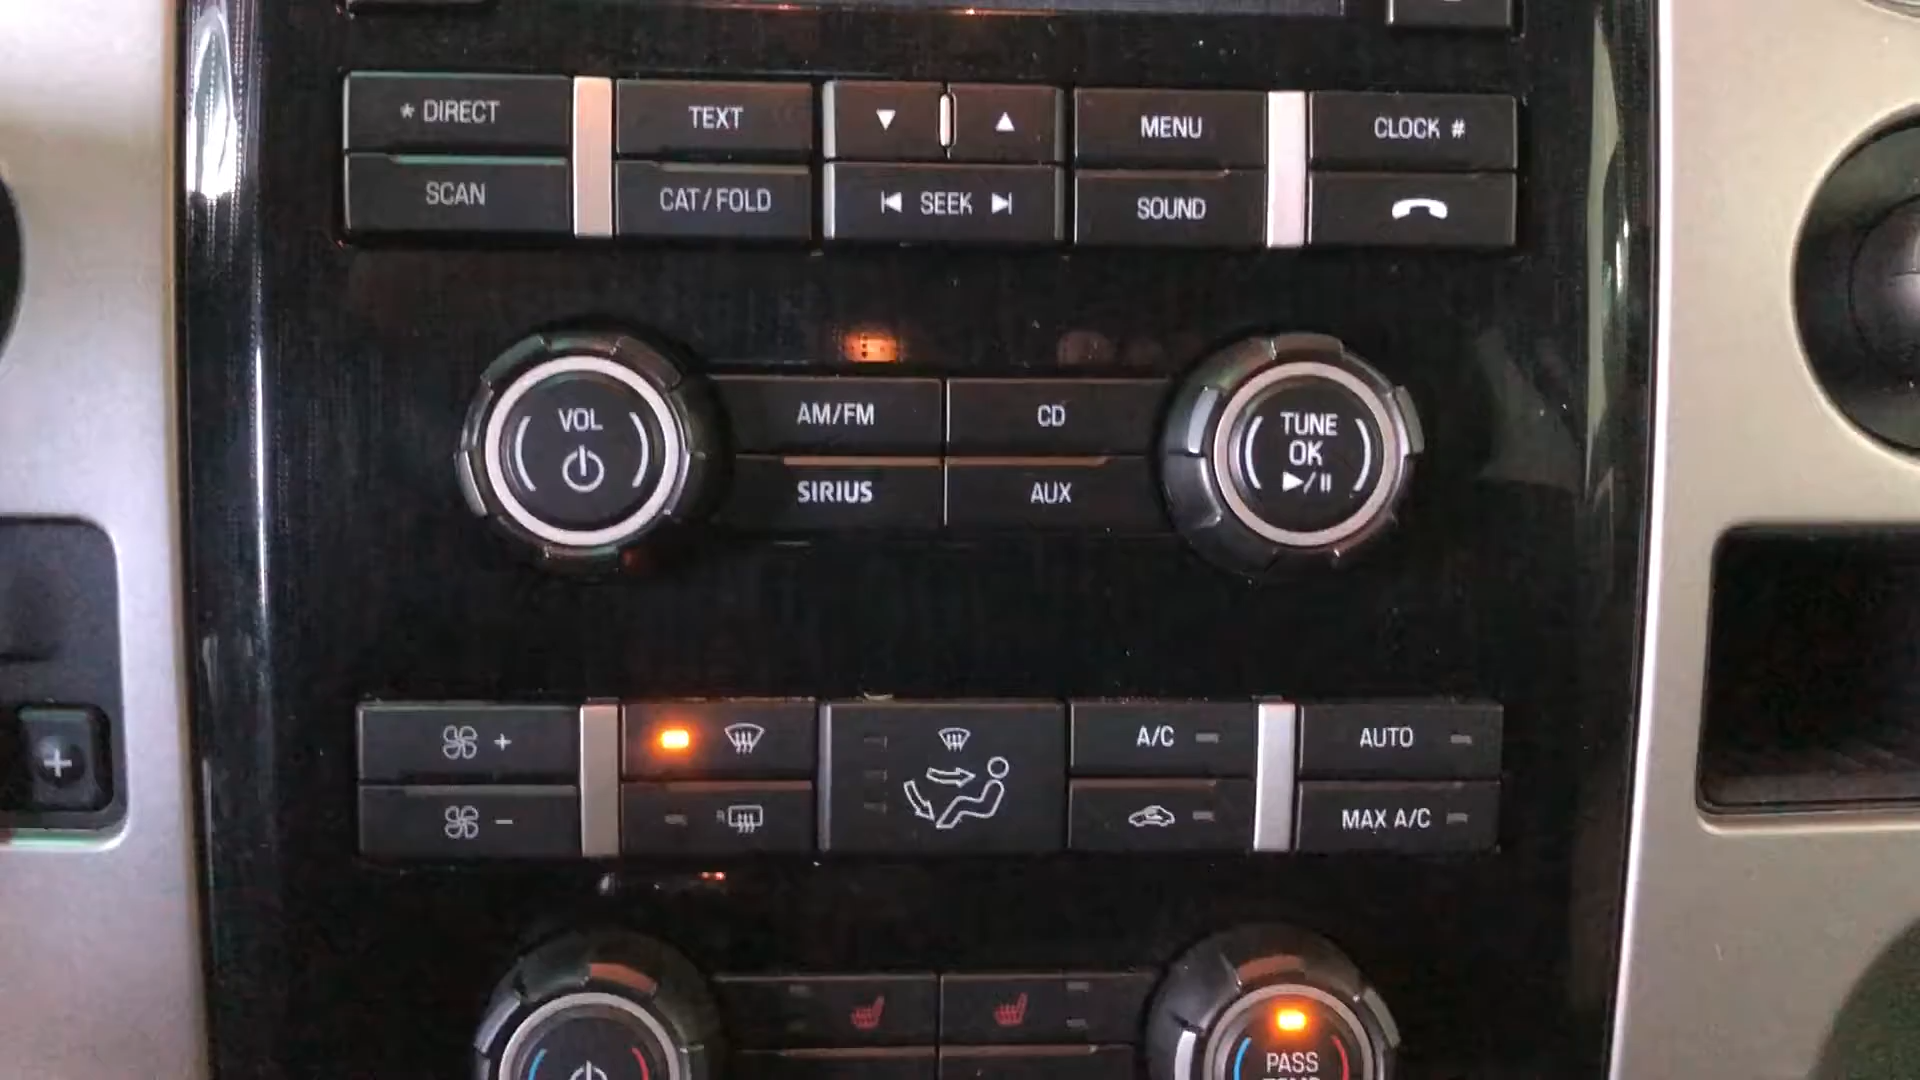 * DIRECT
TEXT
MENU
CLOCK #
SCAN
CAT/FOLD
SEEK
SOUND
VOL
AM/FM
CD
TUNE
OK
SIRIUS
AUX
+
A/C
AUTO
+
-
R
MAX A/C
PASS